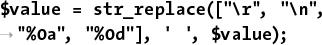 $value = str_replace(["\r", "\n",
→"%0a", "%0d"], ' ', $value);